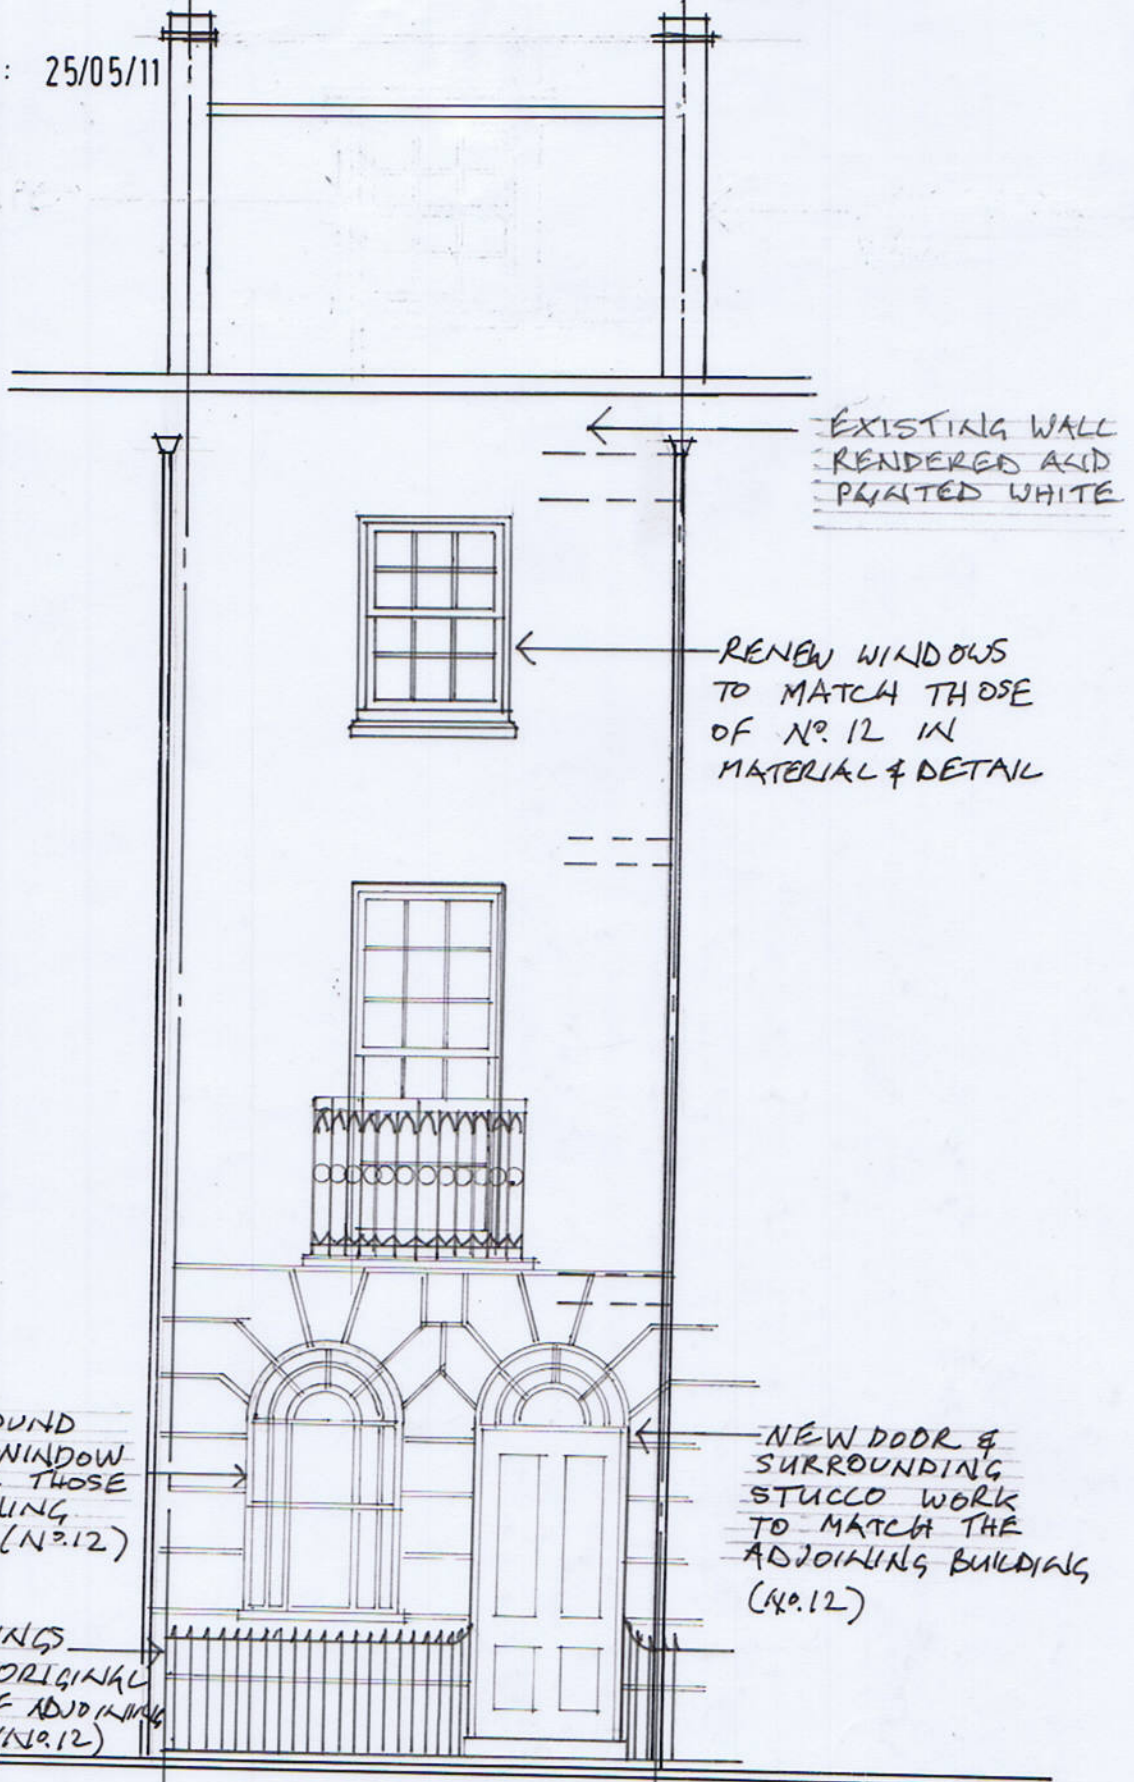 : 25/05/11
EXISTING WALL
RENDERED AND
PAINTED WHITE
RENEW WINDOWS
TO MATCH THOSE
OF Nº. 12 IN
MATERIAL & DETAIL
OUND
WINDOW
THOSE
(Nº.12)
NEW DOOR &
SURROUNDING
STUCCO WORK
TO MATCH THE
ADJOINING BUILDING
(Nº.12)
INGS
ORIGINAL
F ADJOINING
(Nº.12)